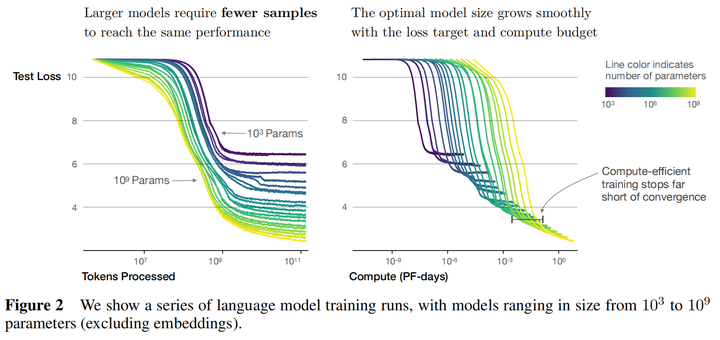 Larger models require fewer samples
to reach the same performance
The optimal model size grows smoothly
with the loss target and compute budget
Test Loss
10
8
6
4
10³ Params
10⁹ Params
10⁷
10⁹
10¹¹
Tokens Processed
10
8
6
4
10⁻⁹
10⁻⁶
10⁻³
10⁰
Compute (PF-days)
Line color indicates
number of parameters
10³
10⁶
10⁹
Compute-efficient
training stops far
short of convergence
Figure 2 We show a series of language model training runs, with models ranging in size from 10³ to 10⁹
parameters (excluding embeddings).